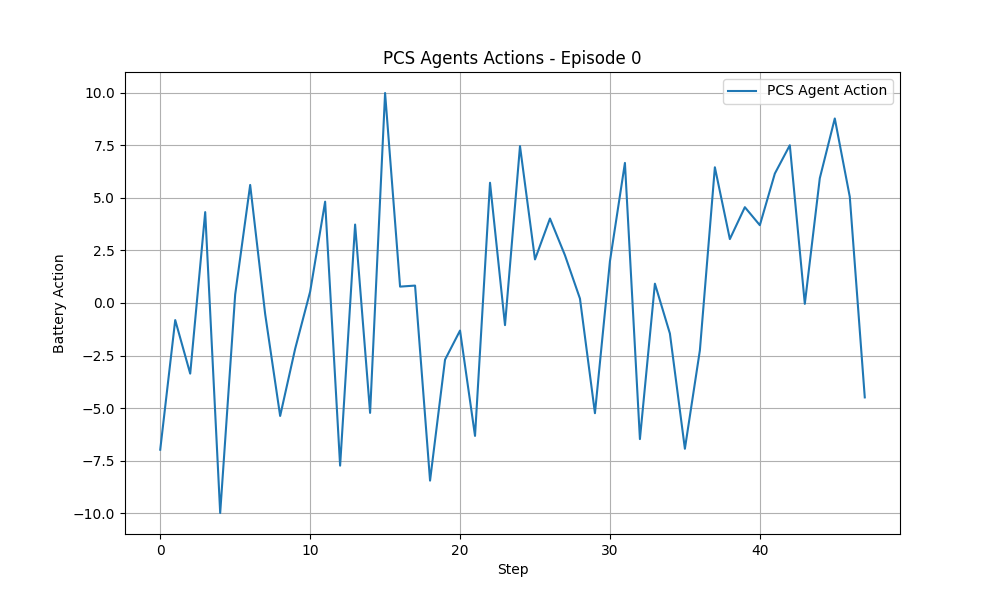 PCS Agents Actions - Episode 0
PCS Agent Action
10.0
7.5
5.0
2.5
0.0
−2.5
−5.0
−7.5
−10.0
Battery Action
0 10 20 30 40
Step